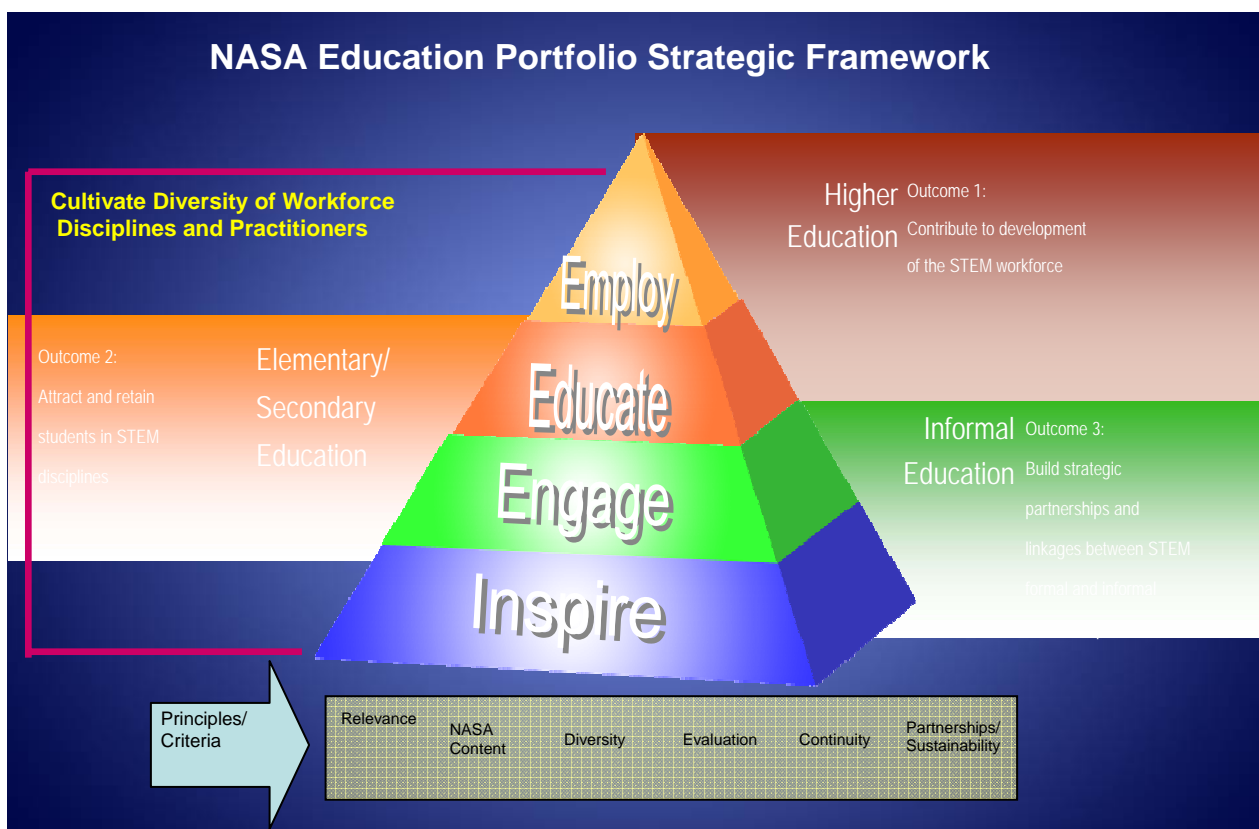 NASA Education Portfolio Strategic Framework
Cultivate Diversity of Workforce
Disciplines and Practitioners
Higher
Education
Outcome 1:
Contribute to development
of the STEM workforce
Employ
Educate
Engage
Inspire
Outcome 2:
Attract and retain
students in STEM
disciplines
Elementary/
Secondary
Education
Informal
Education
Outcome 3:
Build strategic
partnerships and
linkages between STEM
formal and informal
Principles/
Criteria
Relevance
NASA
Content
Diversity
Evaluation
Continuity
Partnerships/
Sustainability